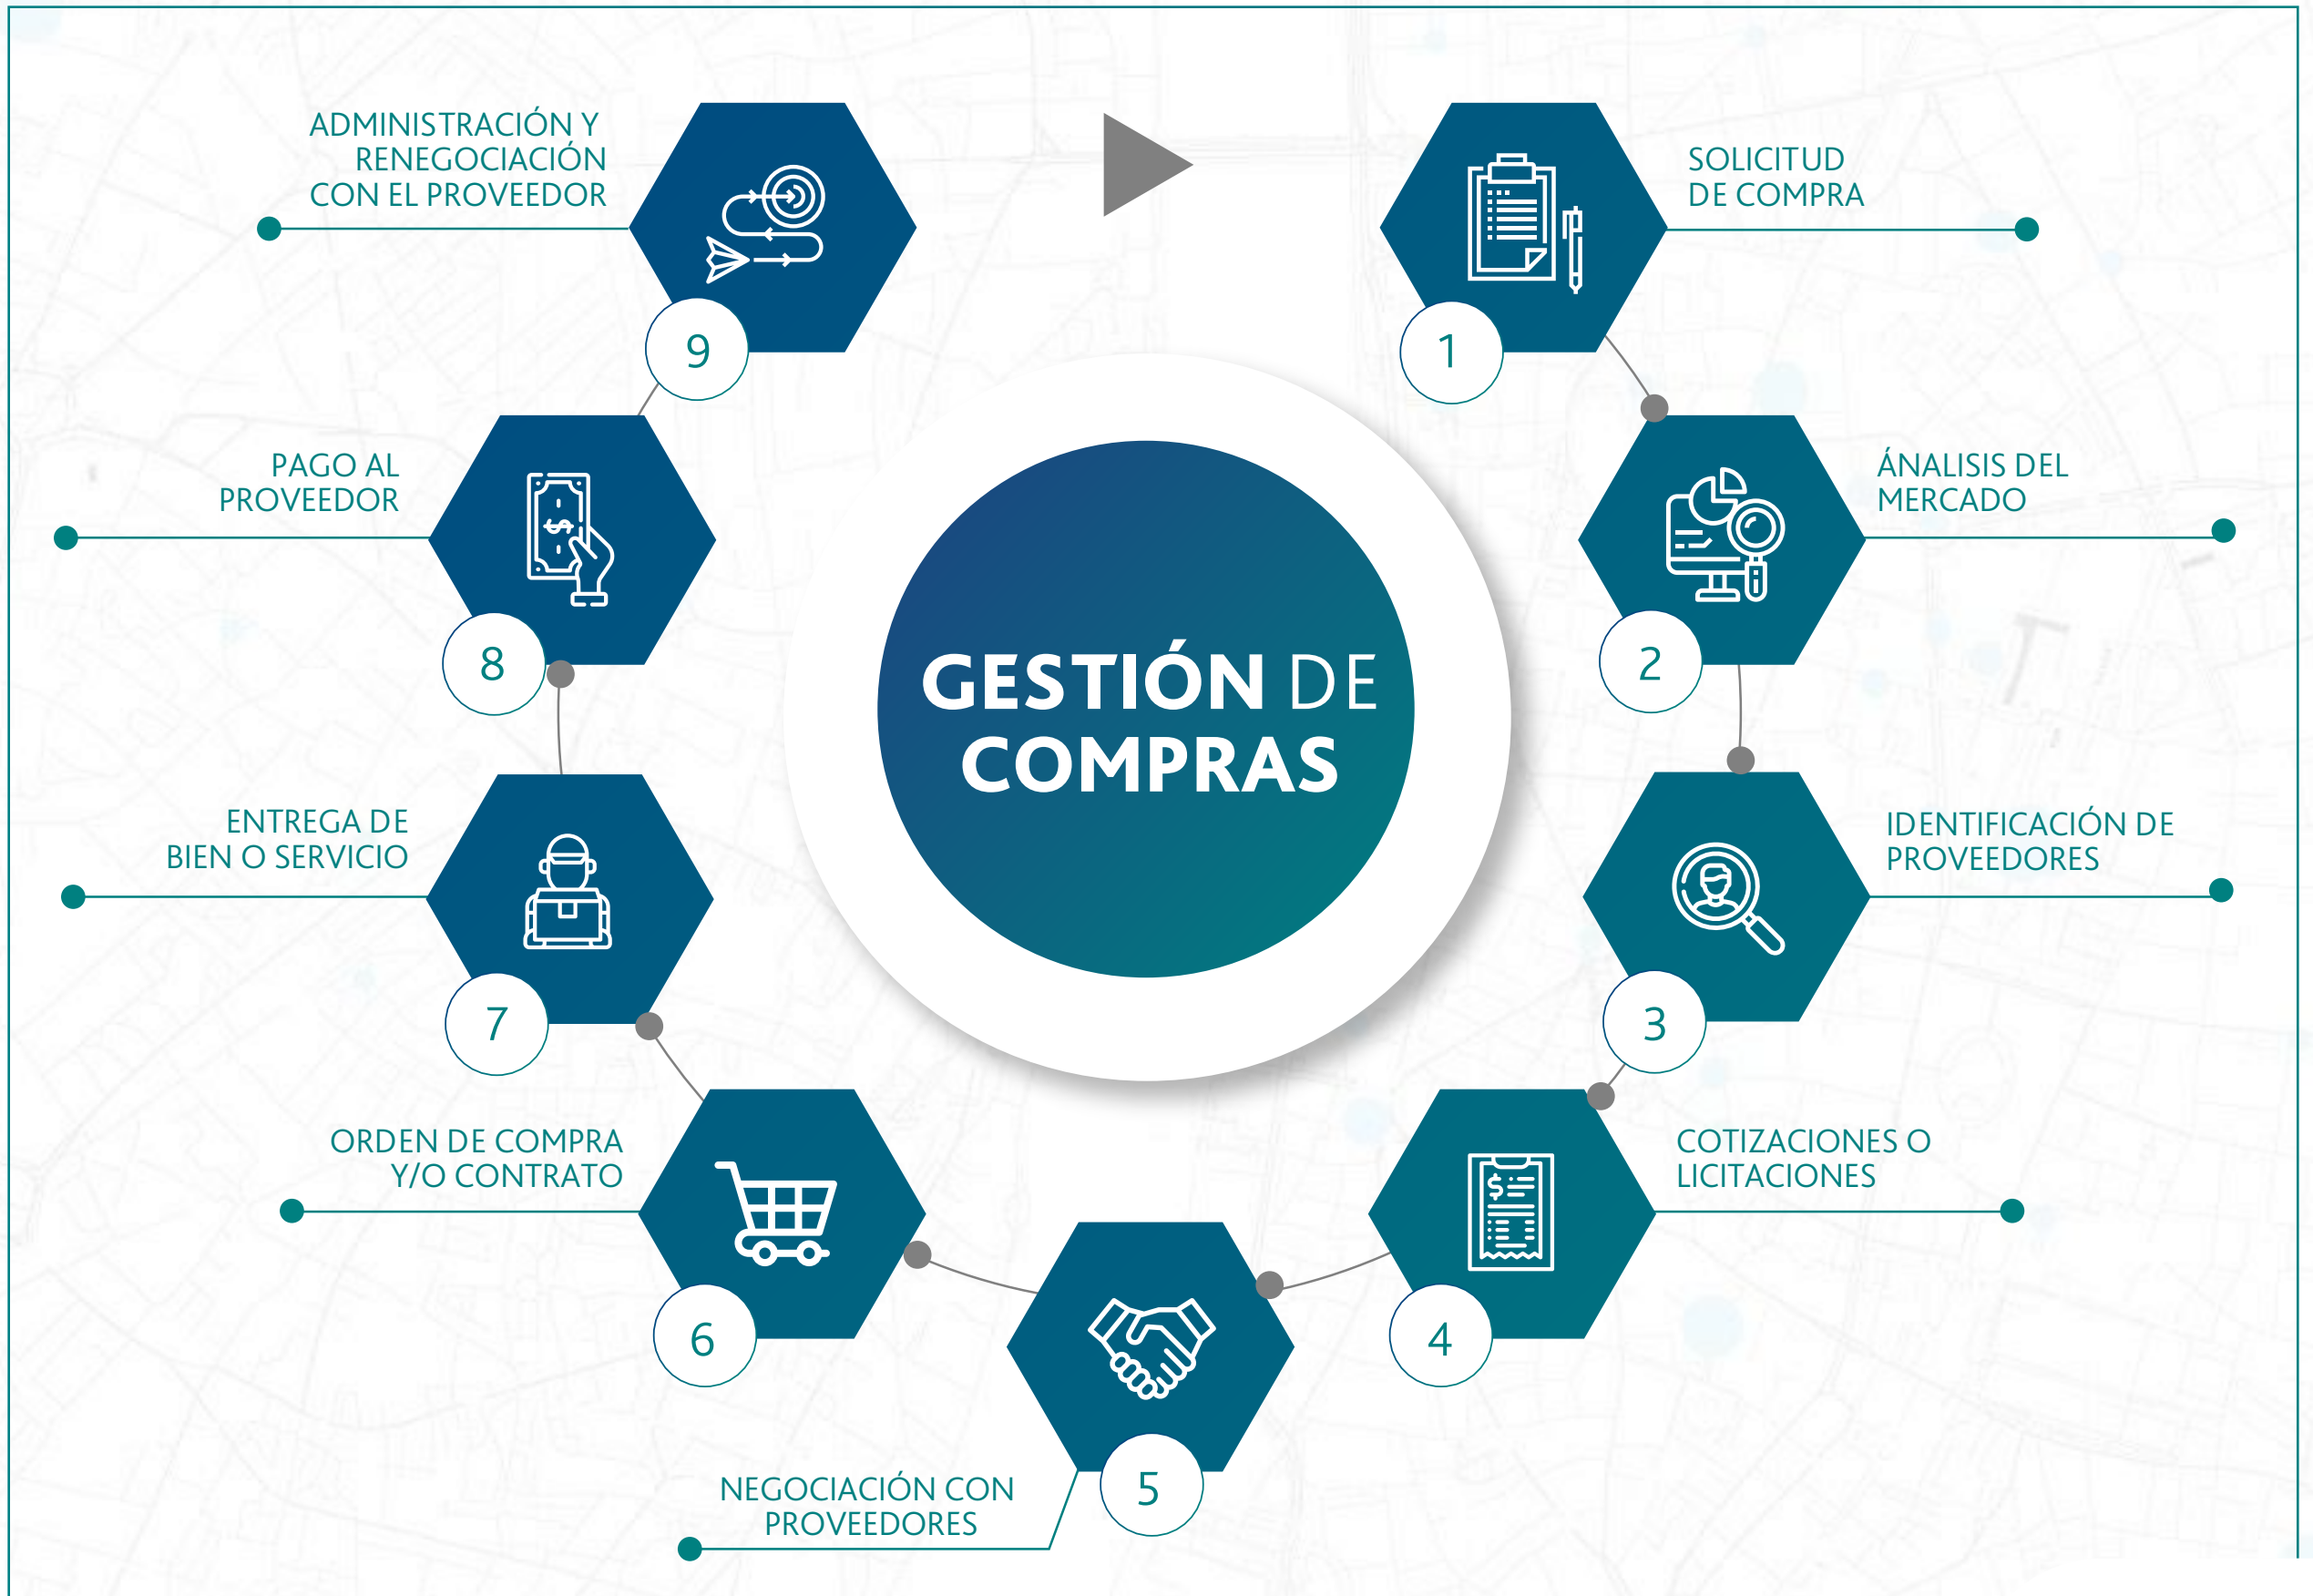 GESTIÓN DE
COMPRAS
SOLICITUD
DE COMPRA
1
ÁNALISIS DEL
MERCADO
2
IDENTIFICACIÓN DE
PROVEEDORES
3
COTIZACIONES O
LICITACIONES
4
NEGOCIACIÓN CON
PROVEEDORES
5
ORDEN DE COMPRA
Y/O CONTRATO
6
ENTREGA DE
BIEN O SERVICIO
7
PAGO AL
PROVEEDOR
8
ADMINISTRACIÓN Y
RENEGOCIACIÓN
CON EL PROVEEDOR
9